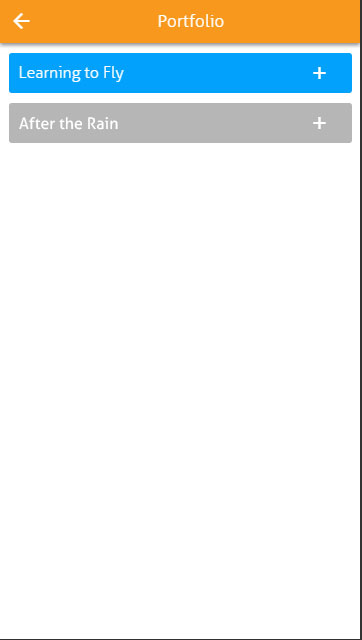 Portfolio
Learning to Fly +
After the Rain +